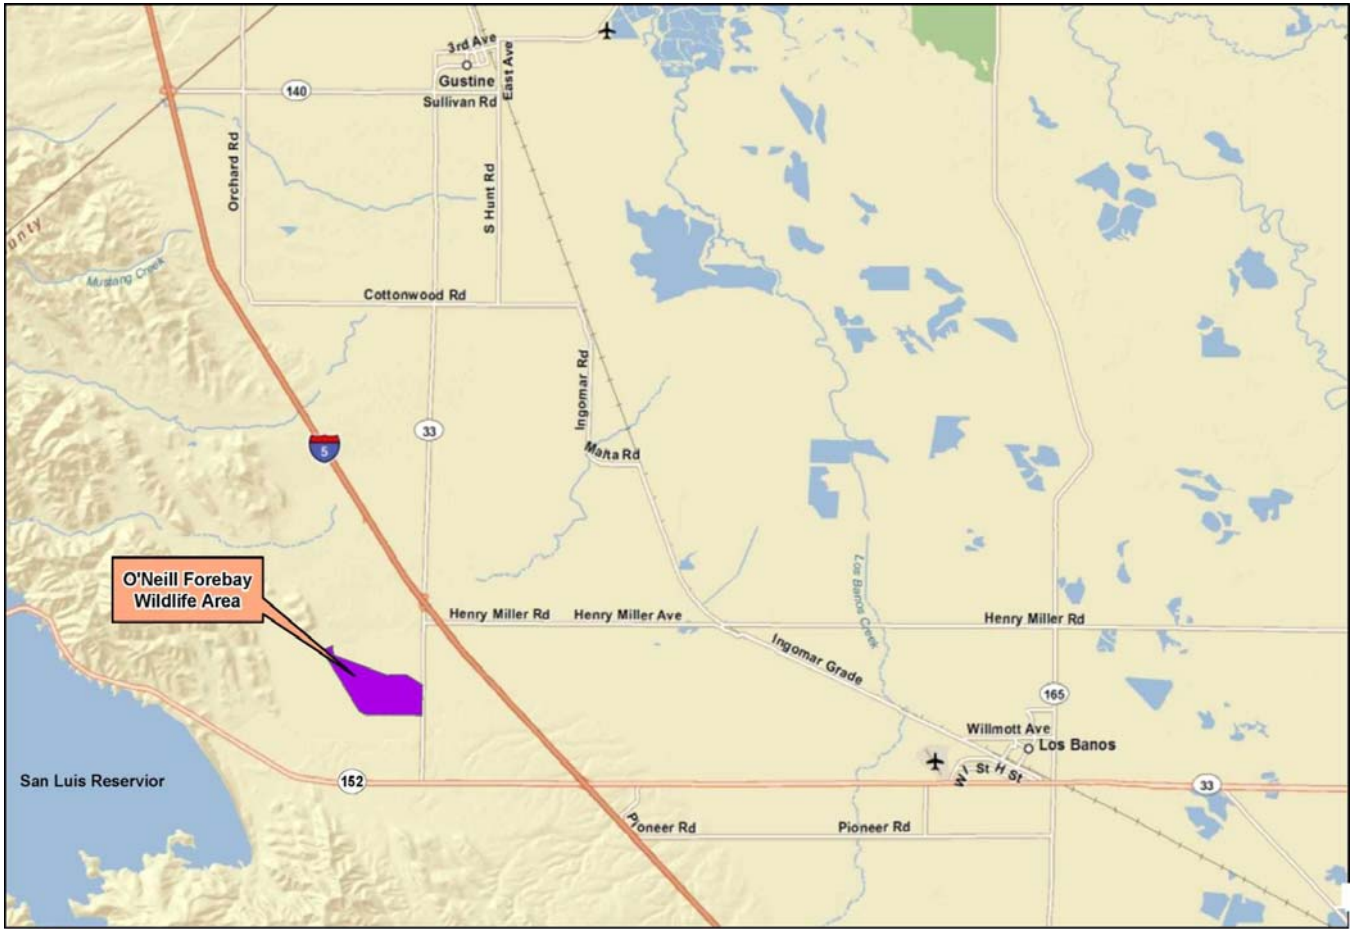 3rd Ave
Gustine
East Ave
140
Sullivan Rd
Orchard Rd
S Hunt Rd
ounty
Mustang Creek
Cottonwood Rd
Ingomar Rd
33
5
Malta Rd
Los Banos Creek
O'Neill Forebay
Wildlife Area
Henry Miller Rd
Henry Miller Ave
Henry Miller Rd
Ingomar Grade
165
Willmott Ave
Los Banos
San Luis Reservior
152
W I St
H St
33
Pioneer Rd
Pioneer Rd